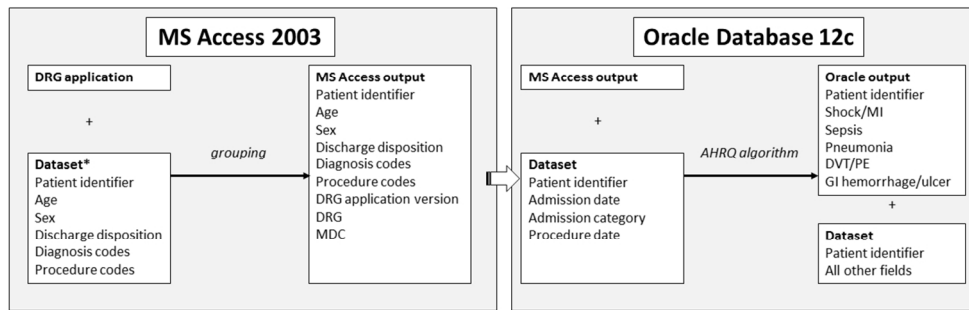 MS Access 2003
DRG application
+
Dataset*
Patient identifier
Age
Sex
Discharge disposition
Diagnosis codes
Procedure codes
grouping
MS Access output
Patient identifier
Age
Sex
Discharge disposition
Diagnosis codes
Procedure codes
DRG application version
DRG
MDC
Oracle Database 12c
MS Access output
+
Dataset
Patient identifier
Admission date
Admission category
Procedure date
AHRQ algorithm
Oracle output
Patient identifier
Shock/MI
Sepsis
Pneumonia
DVT/PE
GI hemorrhage/ulcer
+
Dataset
Patient identifier
All other fields